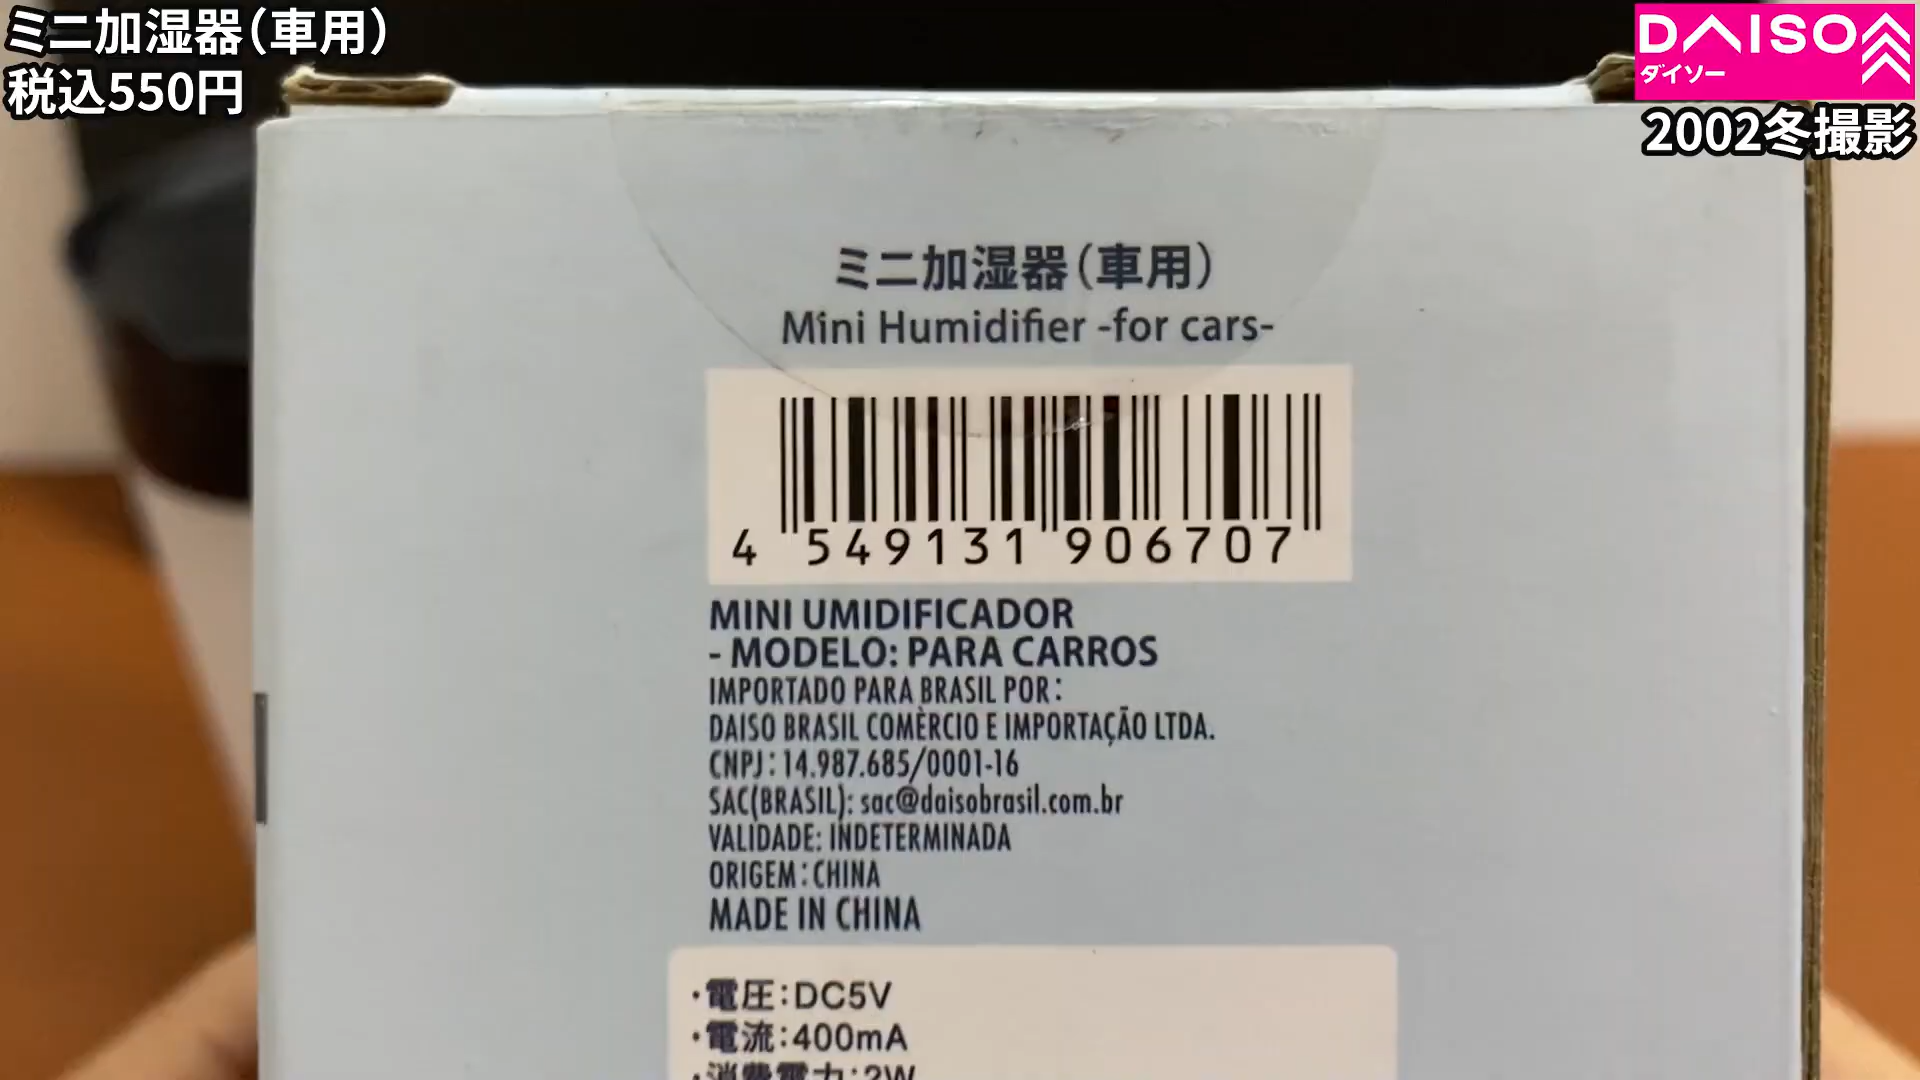 ミニ加湿器(車用)
税込550円
DAISO
ダイソー
2002冬撮影
ミニ加湿器(車用)
Mini Humidifier -for cars-
4 549131 906707
MINI UMIDIFICADOR
- MODELO: PARA CARROS
IMPORTADO PARA BRASIL POR:
DAISO BRASIL COMÈRCIO E IMPORTAÇÃO LTDA.
CNPJ: 14.987.685/0001-16
SAC(BRASIL): sac@daisobrasil.com.br
VALIDADE: INDETERMINADA
ORIGEM: CHINA
MADE IN CHINA
・電圧:DC5V
・電流:400mA
・消費電力:2W